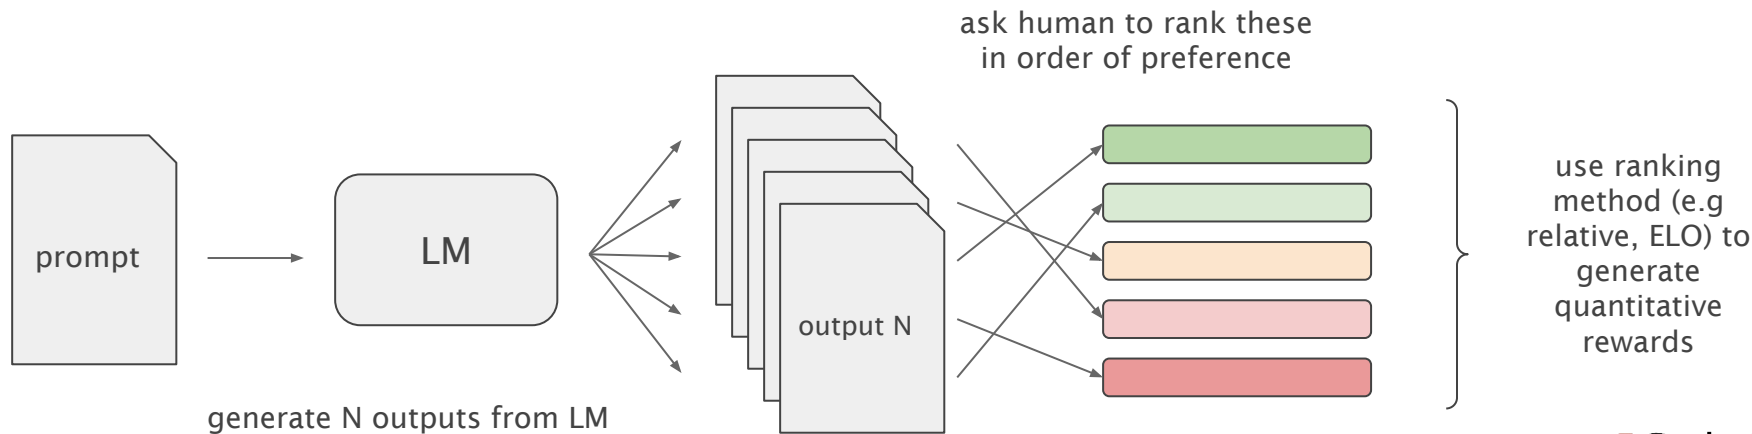 ask human to rank these
in order of preference
prompt
LM
output N
generate N outputs from LM
use ranking
method (e.g
relative, ELO) to
generate
quantitative
rewards